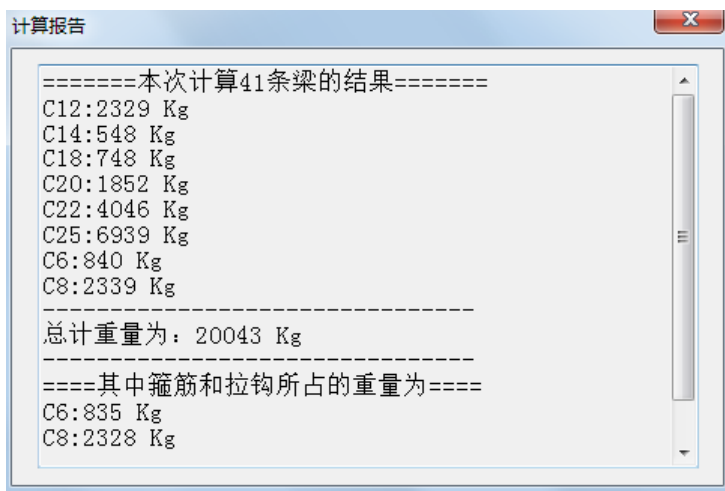 计算报告
=======本次计算41条梁的结果=======
C12:2329 Kg
C14:548 Kg
C18:748 Kg
C20:1852 Kg
C22:4046 Kg
C25:6939 Kg
C6:840 Kg
C8:2339 Kg
--------------------------------
总计重量为：20043 Kg
--------------------------------
====其中箍筋和拉钩所占的重量为====
C6:835 Kg
C8:2328 Kg